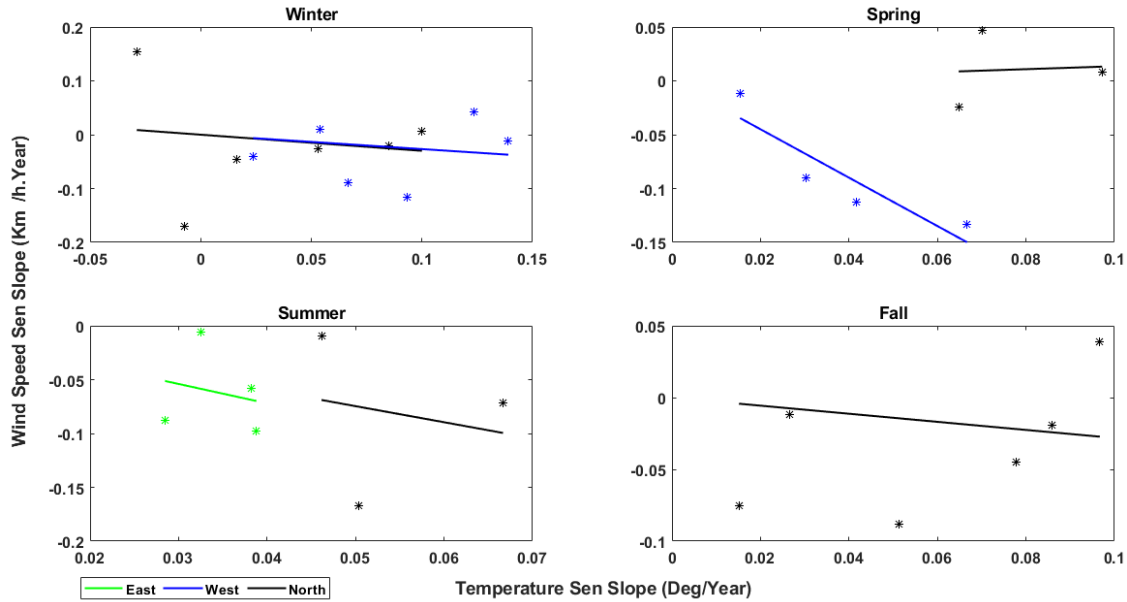 Winter
0.2
0.1
0
-0.1
-0.2
-0.05 0 0.05 0.1 0.15
Spring
0.05
0
-0.05
-0.1
-0.15
0 0.02 0.04 0.06 0.08 0.1
Wind Speed Sen Slope (Km /h.Year)
Summer
0
-0.05
-0.1
-0.15
-0.2
0.02 0.03 0.04 0.05 0.06 0.07
Fall
0.05
0
-0.05
-0.1
0 0.02 0.04 0.06 0.08 0.1
East West North
Temperature Sen Slope (Deg/Year)